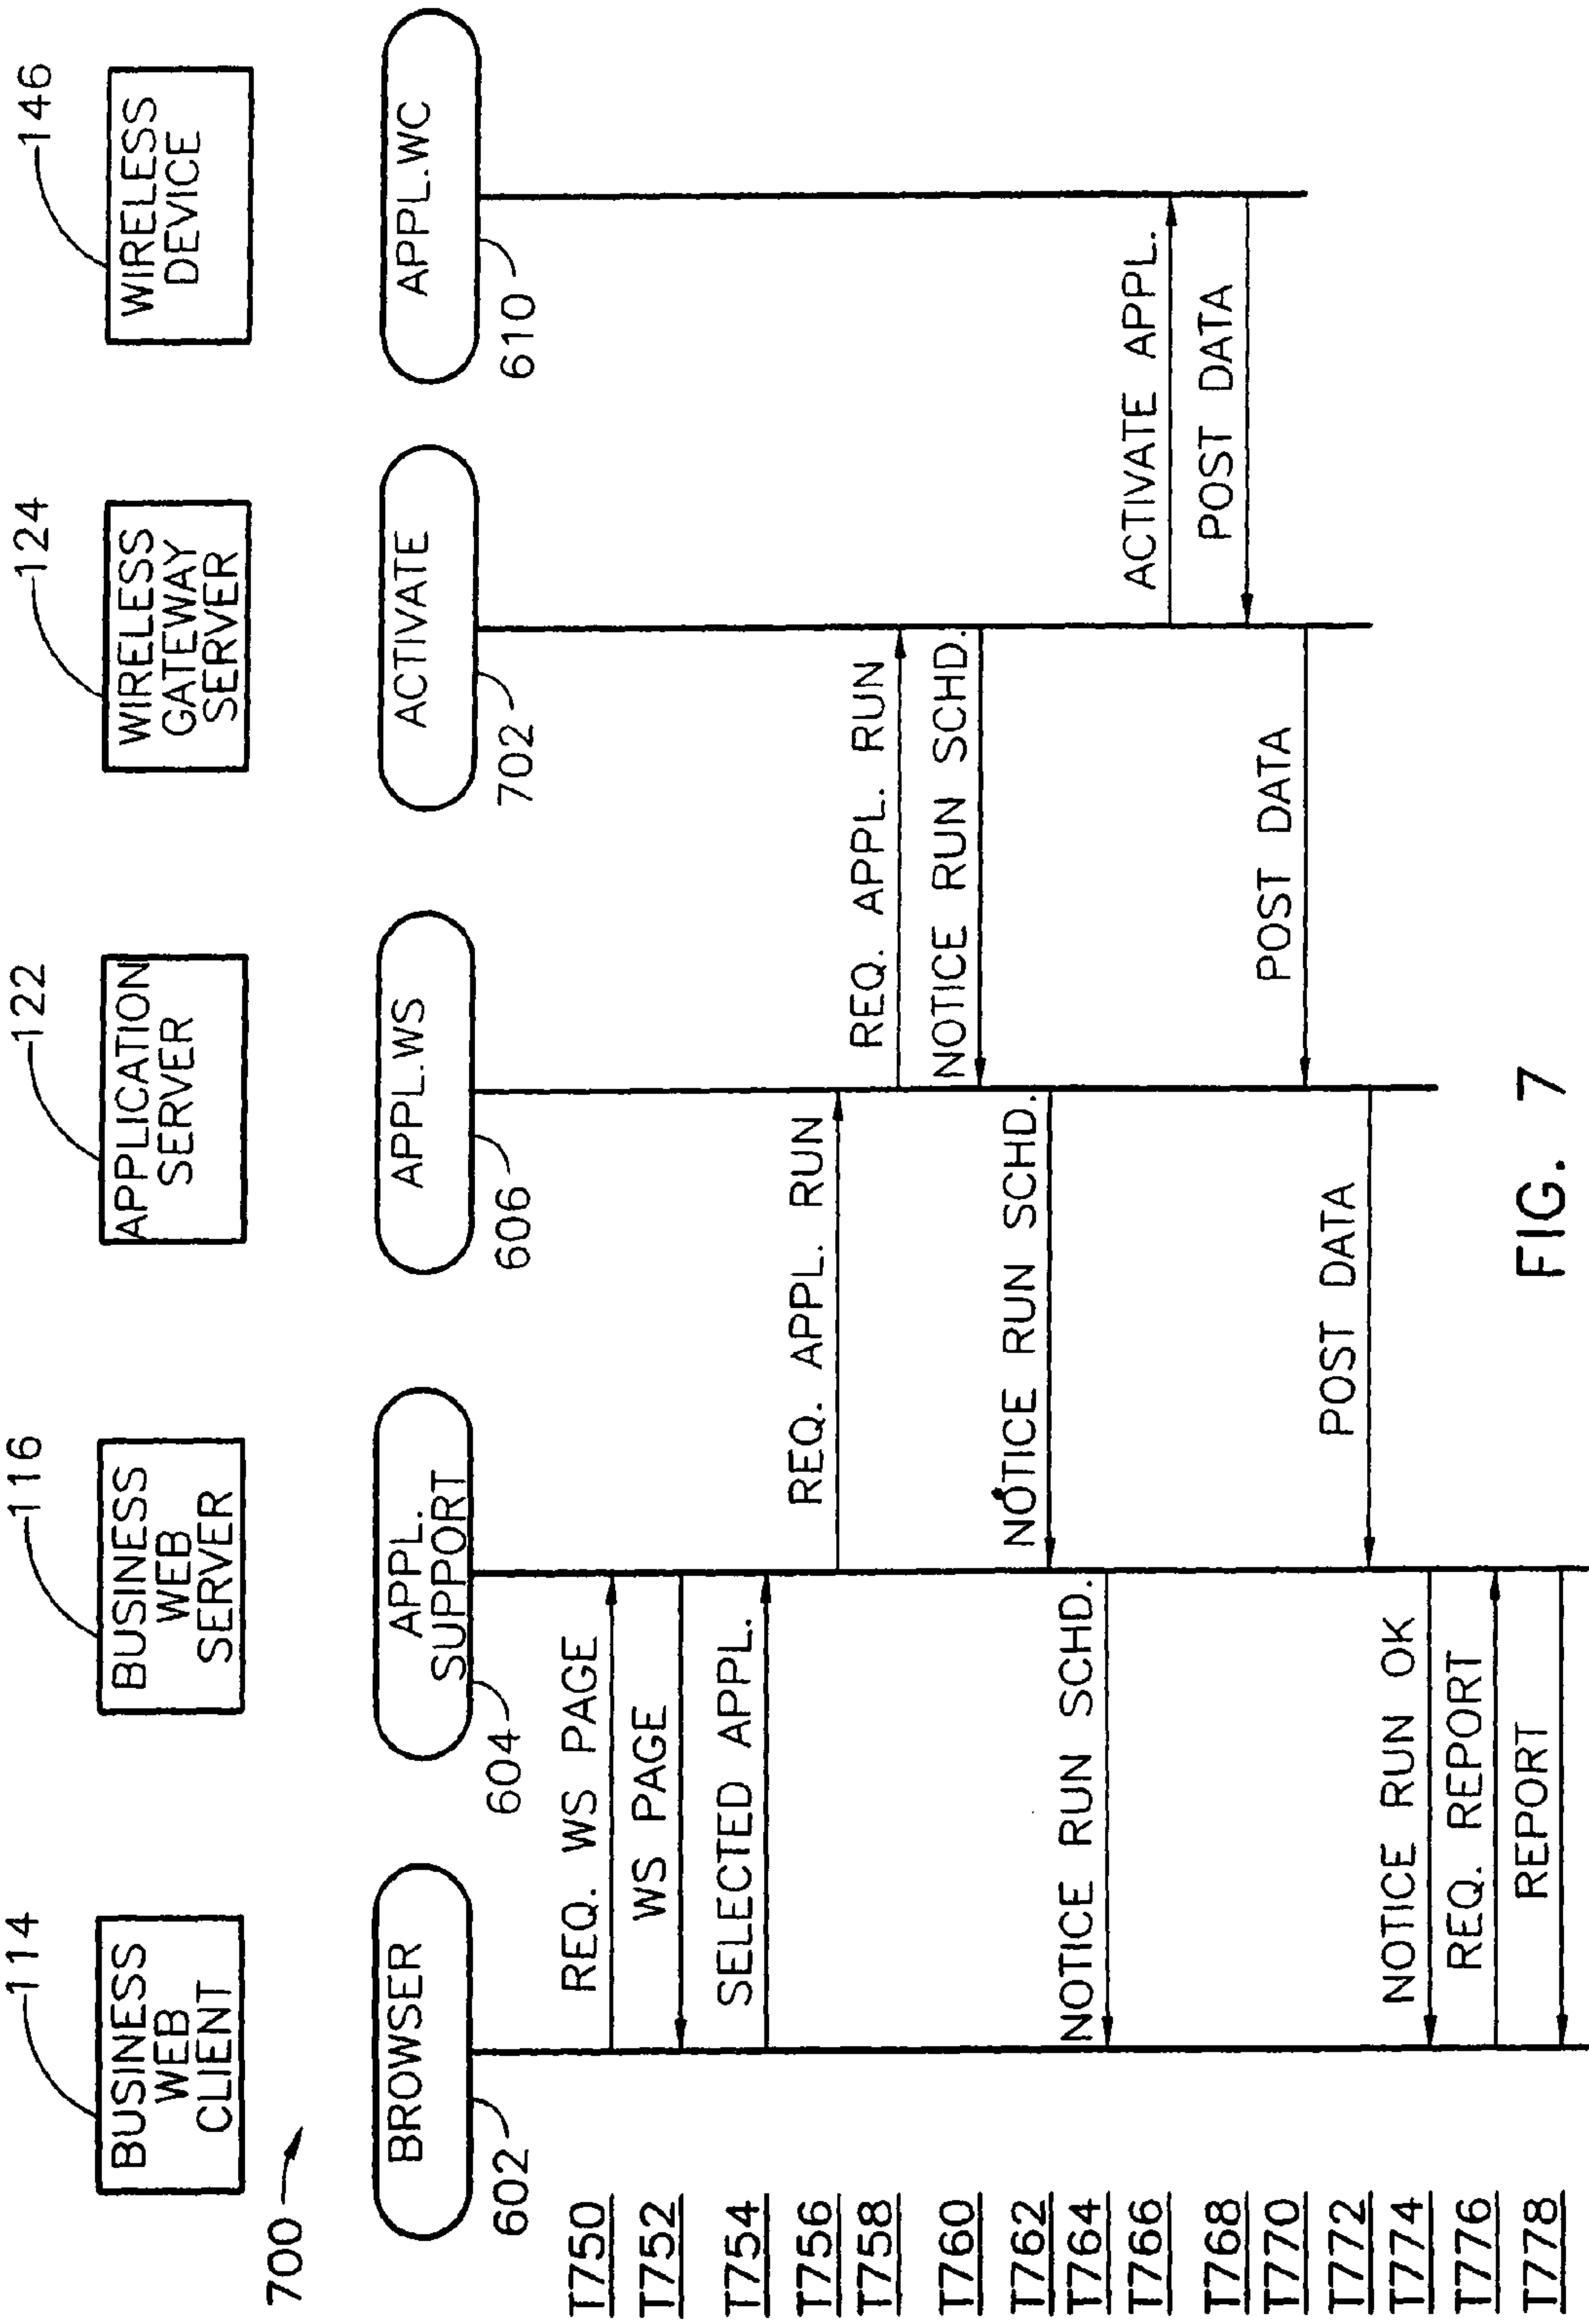 114
116
122
124
146
BUSINESS
WEB
CLIENT
BUSINESS
WEB
SERVER
APPLICATION
SERVER
WIRELESS
GATEWAY
SERVER
WIRELESS
DEVICE
700
BROWSER
APPL.
SUPPORT
APPL.WS
ACTIVATE
APPL.WC
602
604
606
702
610
T750
REQ. WS PAGE
T752
WS PAGE
T754
SELECTED APPL.
T756
REQ. APPL. RUN
T758
REQ. APPL. RUN
T760
NOTICE RUN SCHD.
T762
NOTICE RUN SCHD.
T764
NOTICE RUN SCHD.
T766
ACTIVATE APPL.
T768
POST DATA
T770
POST DATA
T772
POST DATA
T774
NOTICE RUN OK
T776
REQ. REPORT
T778
REPORT
FIG. 7